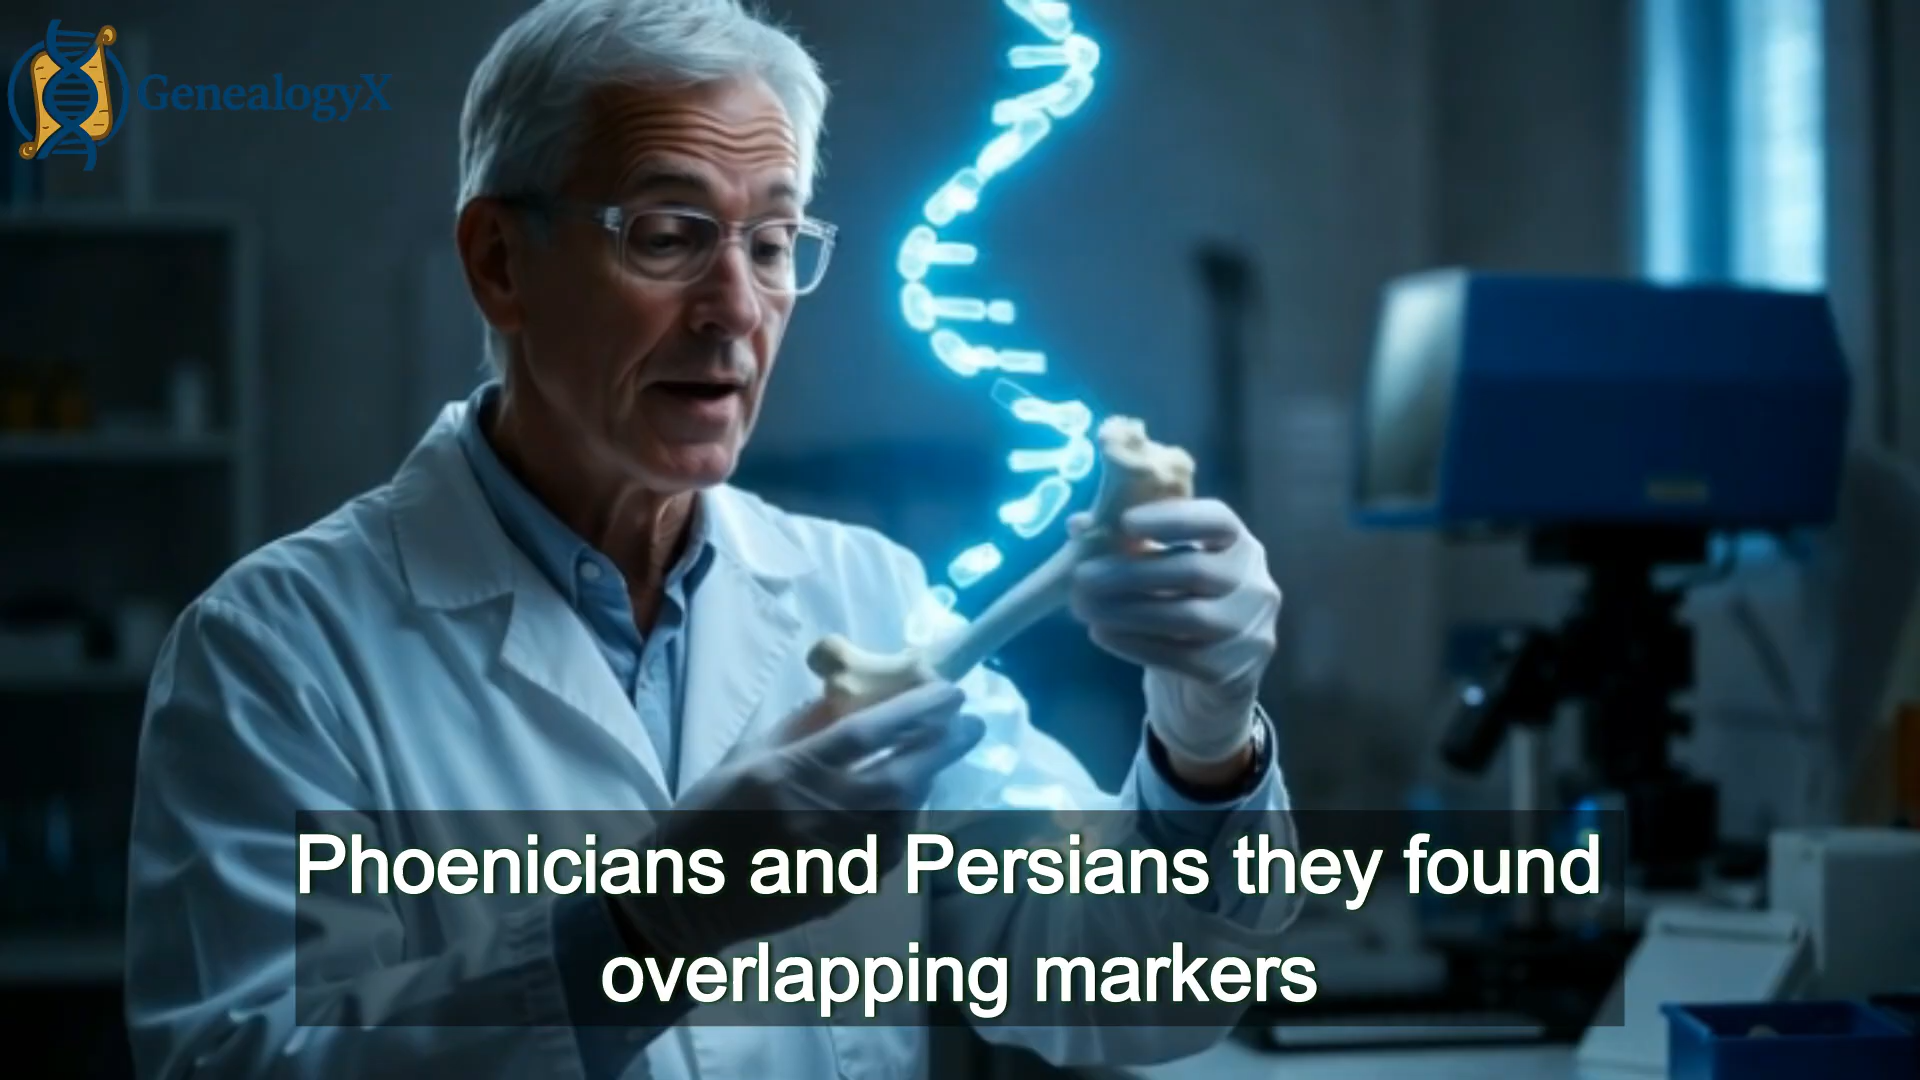 GenealogyX
Phoenicians and Persians they found
overlapping markers